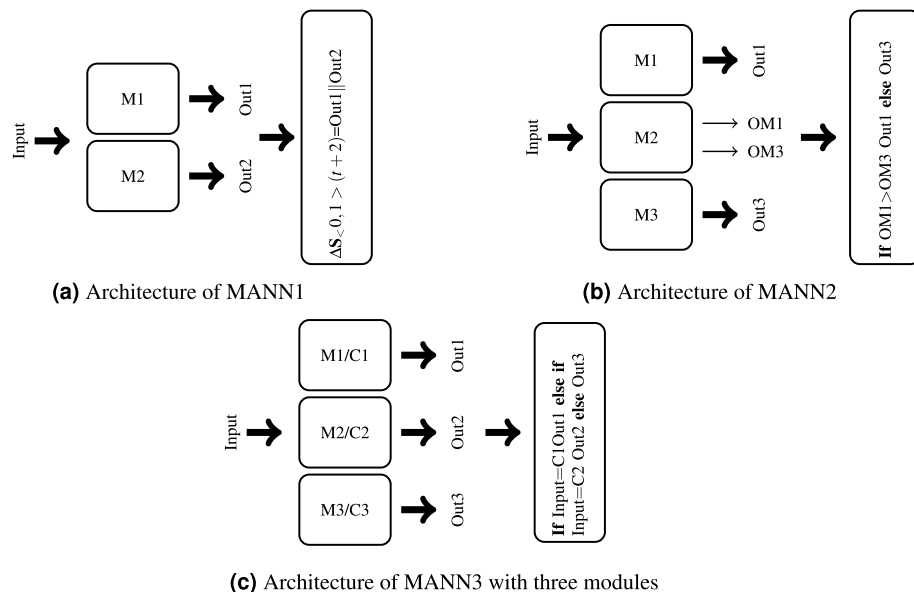 Input
M1
M2
Out1
Out2
ΔS<0,1 > (t + 2)=Out1||Out2
(a) Architecture of MANN1
Input
M1
M2
M3
Out1
OM1
OM3
Out3
If OM1>OM3 Out1 else Out3
(b) Architecture of MANN2
Input
M1/C1
M2/C2
M3/C3
Out1
Out2
Out3
If Input=C1Out1 else if
Input=C2 Out2 else Out3
(c) Architecture of MANN3 with three modules